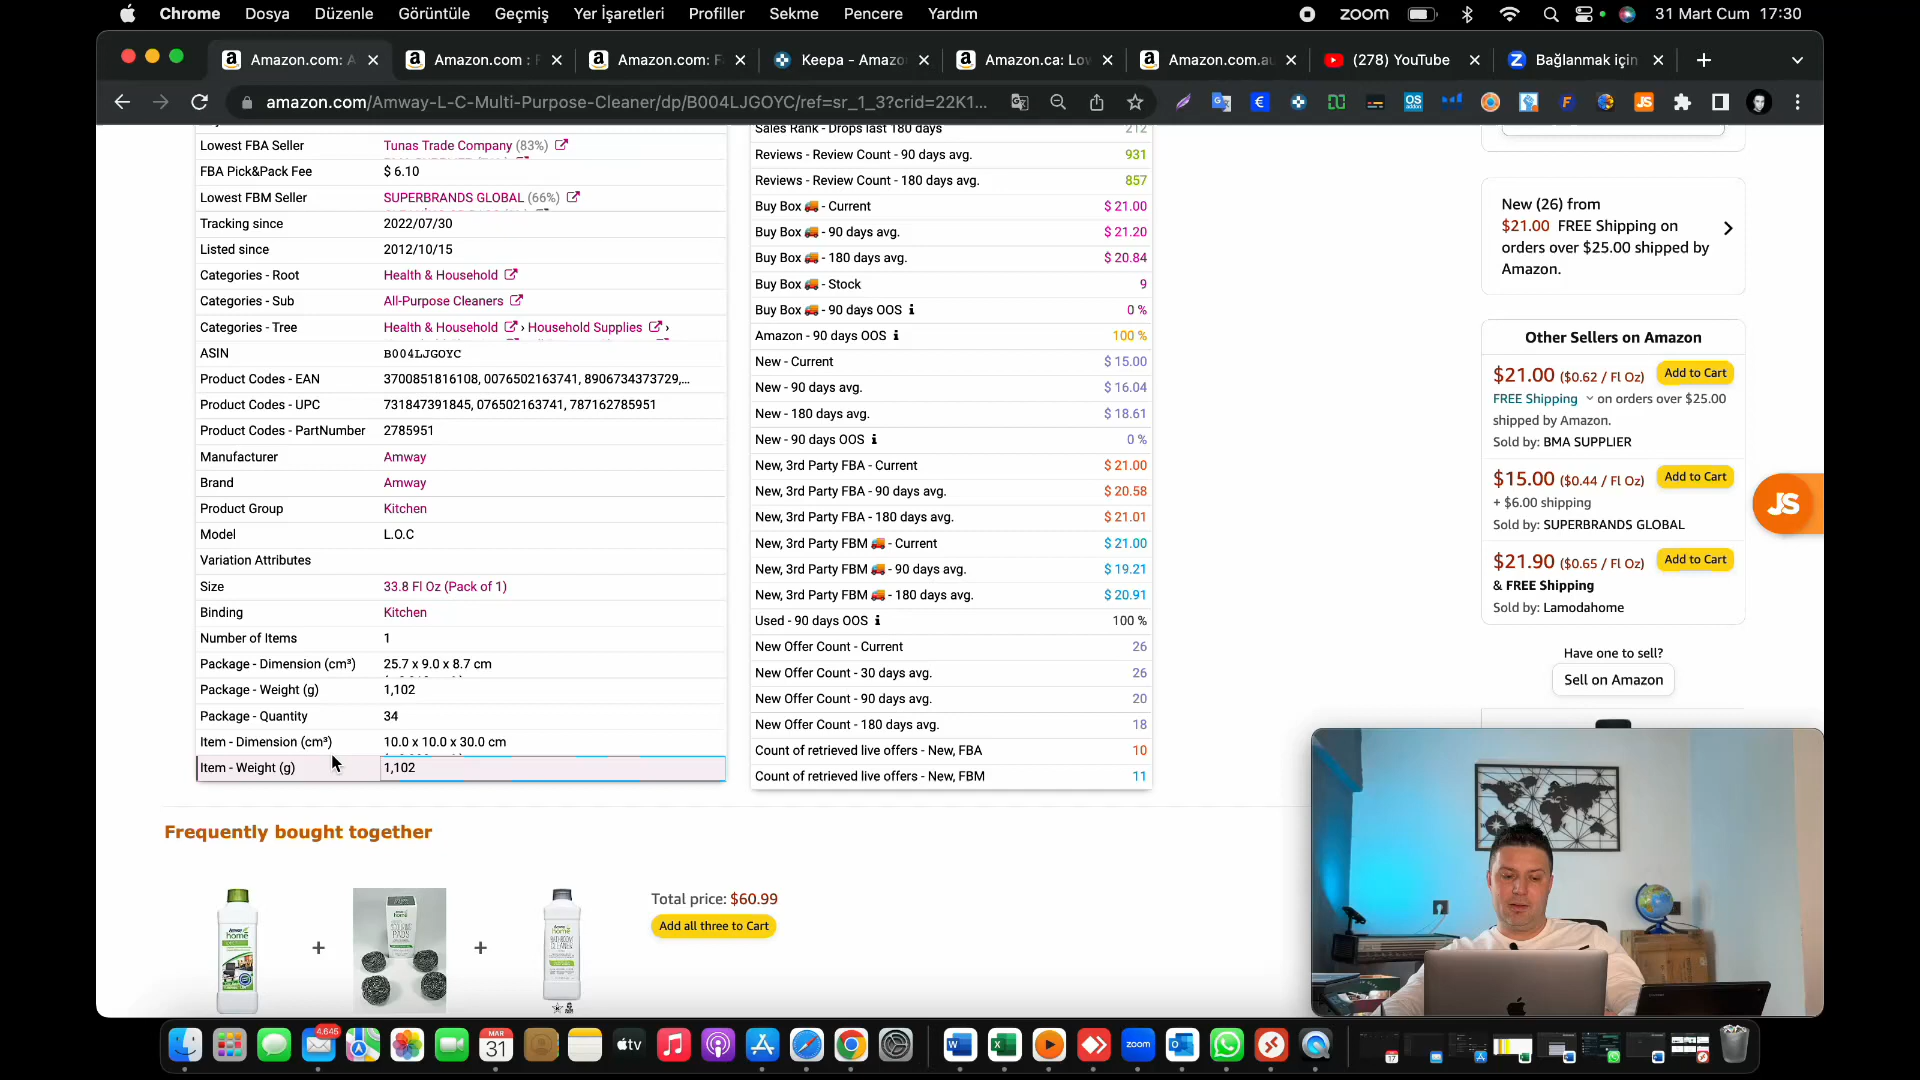 Chrome Dosya Düzenle Görüntüle Geçmiş Yer İşaretleri Profiller Sekme Pencere Yardım zoom 31 Mart Cum 17:30
Amazon.com: A Amazon.com : F Amazon.com: F Keepa - Amazo Amazon.ca: Lo Amazon.com.au (278) YouTube Bağlanmak için
amazon.com/Amway-L-C-Multi-Purpose-Cleaner/dp/B004LJGOYC/ref=sr_1_3?crid=22K1...
Lowest FBA Seller Tunas Trade Company (83%)
FBA Pick&Pack Fee $ 6.10
Lowest FBM Seller SUPERBRANDS GLOBAL (66%)
Tracking since 2022/07/30
Listed since 2012/10/15
Categories - Root Health & Household
Categories - Sub All-Purpose Cleaners
Categories - Tree Health & Household › Household Supplies ›
ASIN B004LJGOYC
Product Codes - EAN 3700851816108, 0076502163741, 8906734373729,...
Product Codes - UPC 731847391845, 076502163741, 787162785951
Product Codes - PartNumber 2785951
Manufacturer Amway
Brand Amway
Product Group Kitchen
Model L.O.C
Variation Attributes
Size 33.8 Fl Oz (Pack of 1)
Binding Kitchen
Number of Items 1
Package - Dimension (cm³) 25.7 x 9.0 x 8.7 cm
Package - Weight (g) 1,102
Package - Quantity 34
Item - Dimension (cm³) 10.0 x 10.0 x 30.0 cm
Item - Weight (g) 1,102
Sales Rank - Drops last 180 days 212
Reviews - Review Count - 90 days avg. 931
Reviews - Review Count - 180 days avg. 857
Buy Box - Current $ 21.00
Buy Box - 90 days avg. $ 21.20
Buy Box - 180 days avg. $ 20.84
Buy Box - Stock 9
Buy Box - 90 days OOS 0 %
Amazon - 90 days OOS 100 %
New - Current $ 15.00
New - 90 days avg. $ 16.04
New - 180 days avg. $ 18.61
New - 90 days OOS 0 %
New, 3rd Party FBA - Current $ 21.00
New, 3rd Party FBA - 90 days avg. $ 20.58
New, 3rd Party FBA - 180 days avg. $ 21.01
New, 3rd Party FBM - Current $ 21.00
New, 3rd Party FBM - 90 days avg. $ 19.21
New, 3rd Party FBM - 180 days avg. $ 20.91
Used - 90 days OOS 100 %
New Offer Count - Current 26
New Offer Count - 30 days avg. 26
New Offer Count - 90 days avg. 20
New Offer Count - 180 days avg. 18
Count of retrieved live offers - New, FBA 10
Count of retrieved live offers - New, FBM 11
New (26) from
$21.00 FREE Shipping on
orders over $25.00 shipped by
Amazon.
Other Sellers on Amazon
$21.00 ($0.62 / Fl Oz) Add to Cart
FREE Shipping on orders over $25.00
shipped by Amazon.
Sold by: BMA SUPPLIER
$15.00 ($0.44 / Fl Oz) Add to Cart
+ $6.00 shipping
Sold by: SUPERBRANDS GLOBAL
$21.90 ($0.65 / Fl Oz) Add to Cart
& FREE Shipping
Sold by: Lamodahome
Have one to sell?
Sell on Amazon
JS
Frequently bought together
+
+
Total price: $60.99
Add all three to Cart
home
home
4.645
MAR
31
tv
zoom